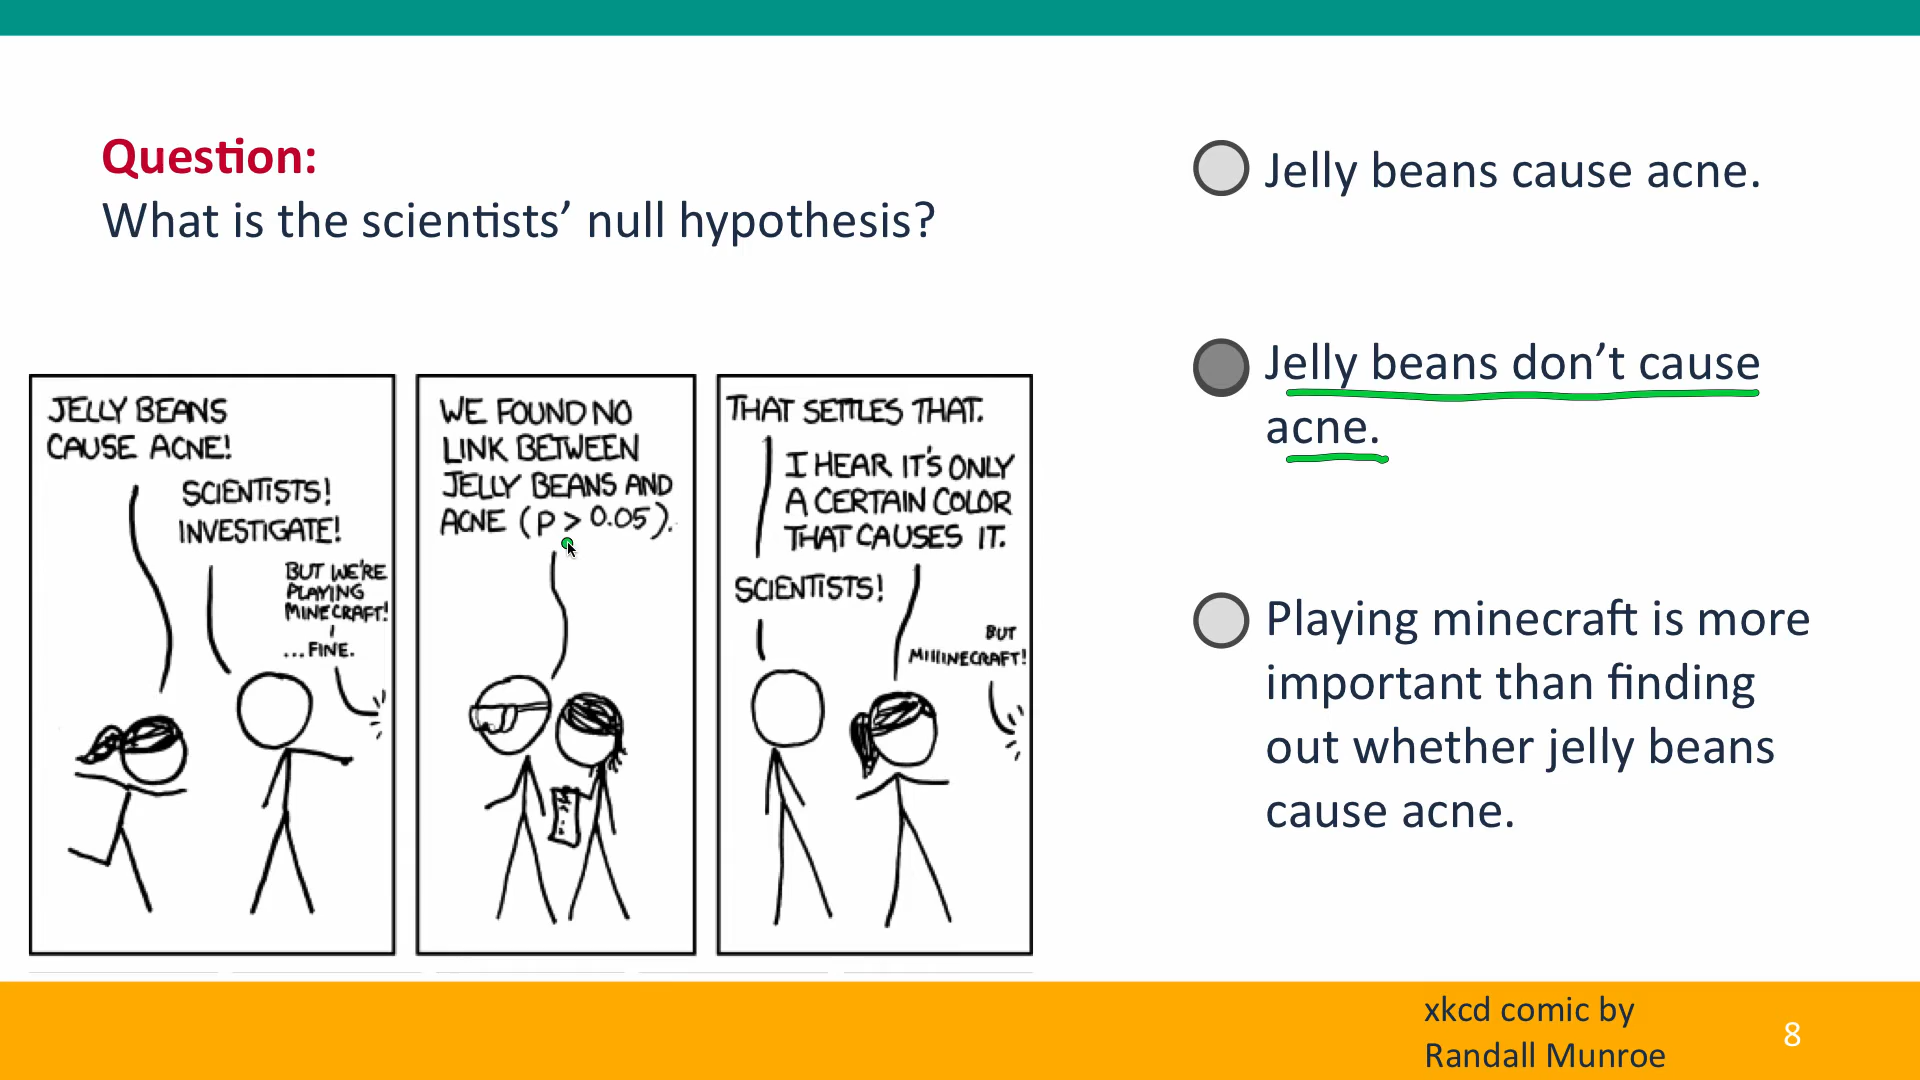 Question:
What is the scientists’ null hypothesis?
JELLY BEANS
CAUSE ACNE!
SCIENTISTS!
INVESTIGATE!
BUT WE'RE
PLAYING
MINECRAFT!
...FINE.
WE FOUND NO
LINK BETWEEN
JELLY BEANS AND
ACNE (P > 0.05).
THAT SETTLES THAT.
I HEAR IT'S ONLY
A CERTAIN COLOR
THAT CAUSES IT.
SCIENTISTS!
BUT
MIIIINECRAFT!
Jelly beans cause acne.
Jelly beans don’t cause
acne.
Playing minecraft is more
important than finding
out whether jelly beans
cause acne.
xkcd comic by
Randall Munroe
8